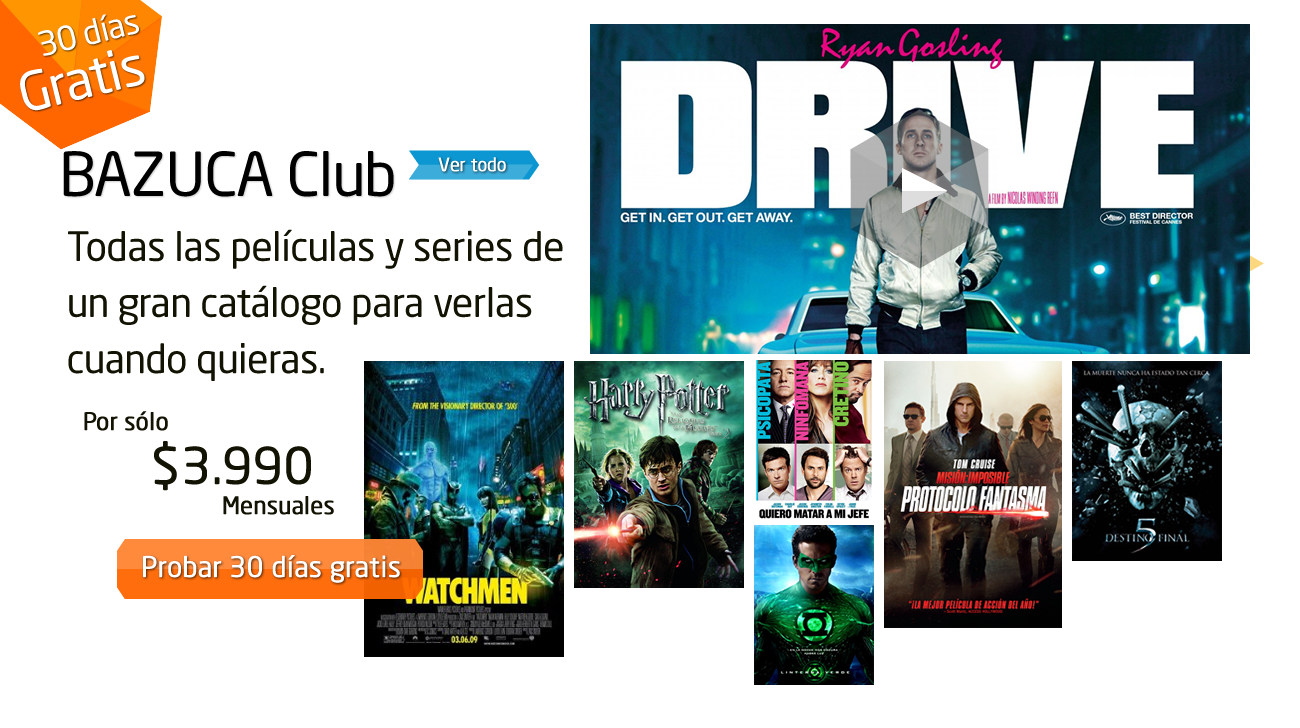 30 días
Gratis
BAZUCA Club
Ver todo
Todas las películas y series de
un gran catálogo para verlas
cuando quieras.
Por sólo
$3.990
Mensuales
Probar 30 días gratis
Ryan Gosling
DRIVE
A FILM BY NICOLAS WINDING REFN
GET IN. GET OUT. GET AWAY.
BEST DIRECTOR
FESTIVAL DE CANNES
FROM THE VISIONARY DIRECTOR OF '300'
WATCHMEN
03.06.09
Harry Potter
PSICOPATA
NINFOMANA
CRETINO
QUIERO MATAR A MI JEFE
LINTERN VERDE
TOM CRUISE
MISIÓN: IMPOSIBLE
PROTOCOLO FANTASMA
"¡LA MEJOR PELÍCULA DE ACCIÓN DEL AÑO!"
LA MUERTE NUNCA HA ESTADO TAN CERCA
5
DESTINO FINAL